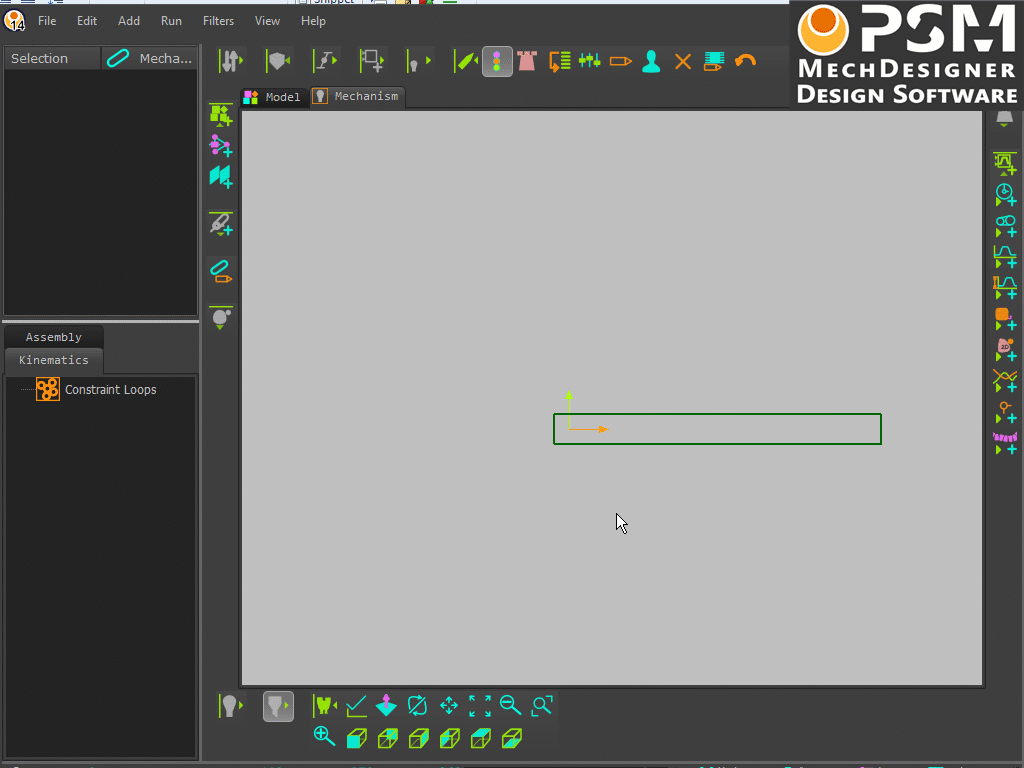 14
File Edit Add Run Filters View Help
PSM
MechDesigner
Design Software
Selection
Mecha...
Model
Mechanism
Assembly
Kinematics
Constraint Loops